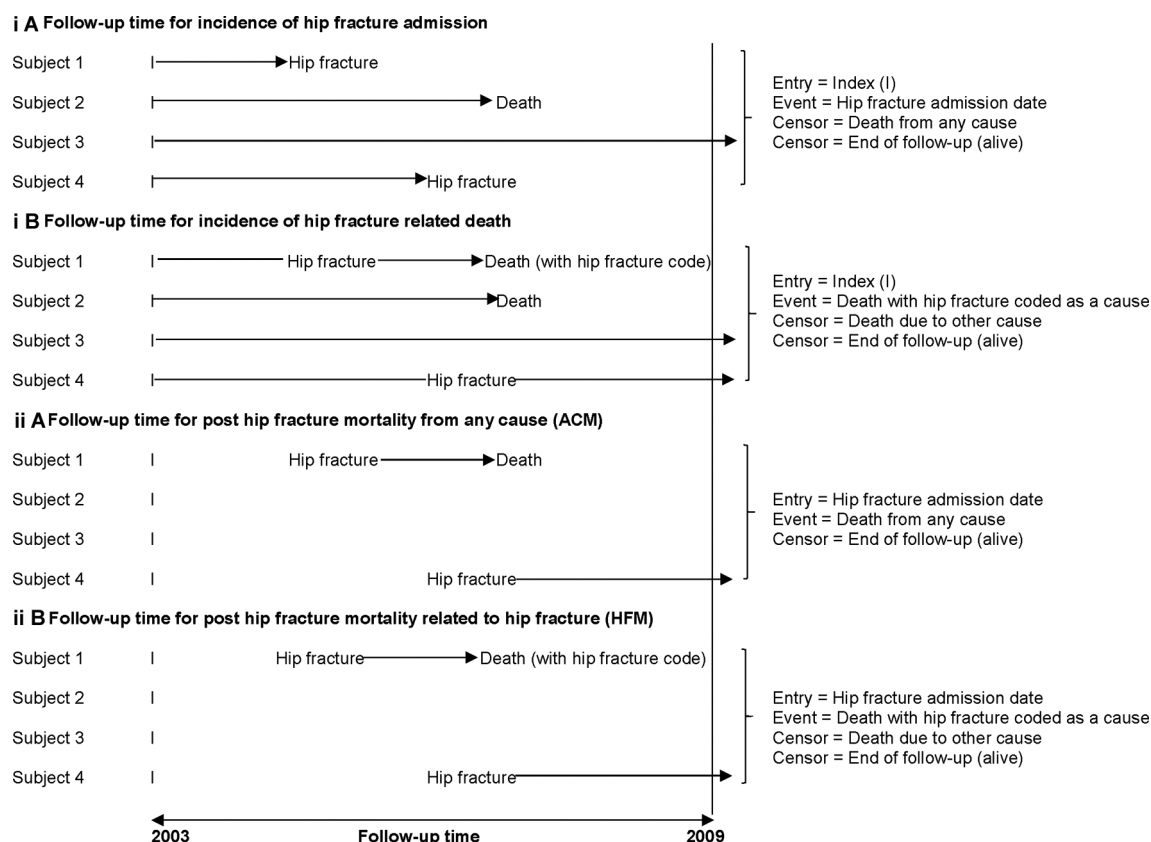 i A Follow-up time for incidence of hip fracture admission
Subject 1 I Hip fracture
Subject 2 I Death
Subject 3 I
Subject 4 I Hip fracture
Entry = Index (I)
Event = Hip fracture admission date
Censor = Death from any cause
Censor = End of follow-up (alive)
i B Follow-up time for incidence of hip fracture related death
Subject 1 I Hip fracture Death (with hip fracture code)
Subject 2 I Death
Subject 3 I
Subject 4 I Hip fracture
Entry = Index (I)
Event = Death with hip fracture coded as a cause
Censor = Death due to other cause
Censor = End of follow-up (alive)
ii A Follow-up time for post hip fracture mortality from any cause (ACM)
Subject 1 I Hip fracture Death
Subject 2 I
Subject 3 I
Subject 4 I Hip fracture
Entry = Hip fracture admission date
Event = Death from any cause
Censor = End of follow-up (alive)
ii B Follow-up time for post hip fracture mortality related to hip fracture (HFM)
Subject 1 I Hip fracture Death (with hip fracture code)
Subject 2 I
Subject 3 I
Subject 4 I Hip fracture
Entry = Hip fracture admission date
Event = Death with hip fracture coded as a cause
Censor = Death due to other cause
Censor = End of follow-up (alive)
2003 Follow-up time 2009